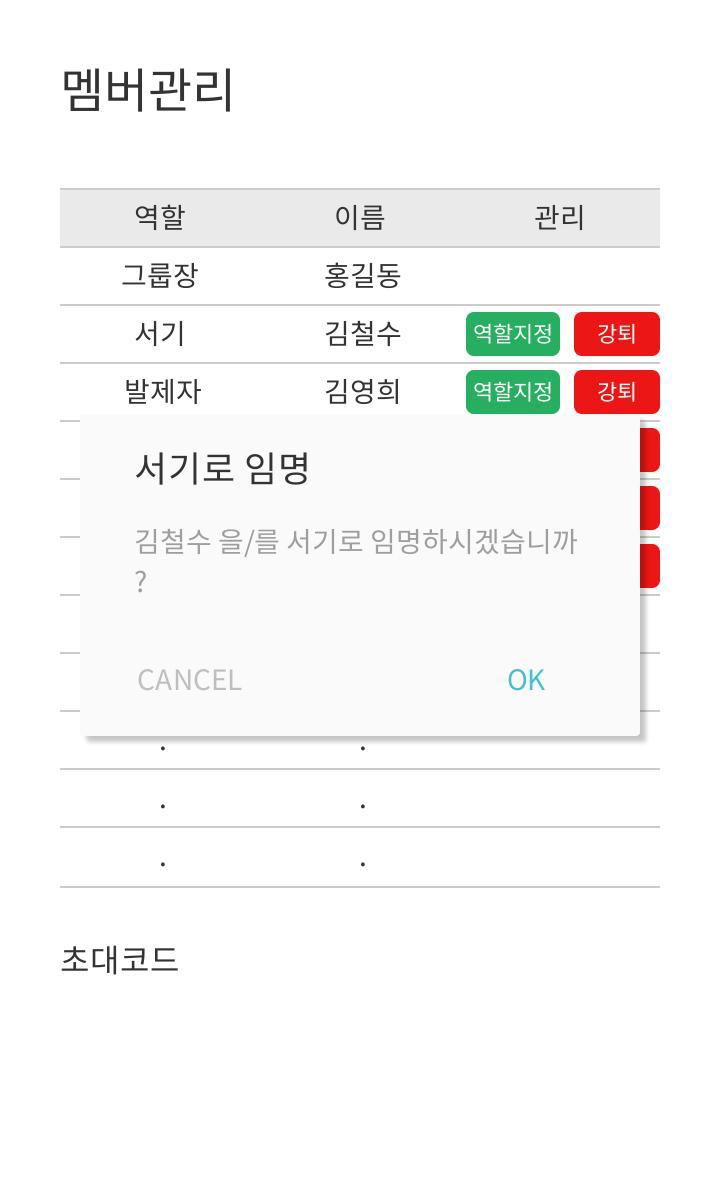 멤버관리
역할 이름 관리
그룹장 홍길동
서기 김철수 역할지정 강퇴
발제자 김영희 역할지정 강퇴
서기로 임명
김철수 을/를 서기로 임명하시겠습니까
?
CANCEL OK
. .
. .
. .
초대코드